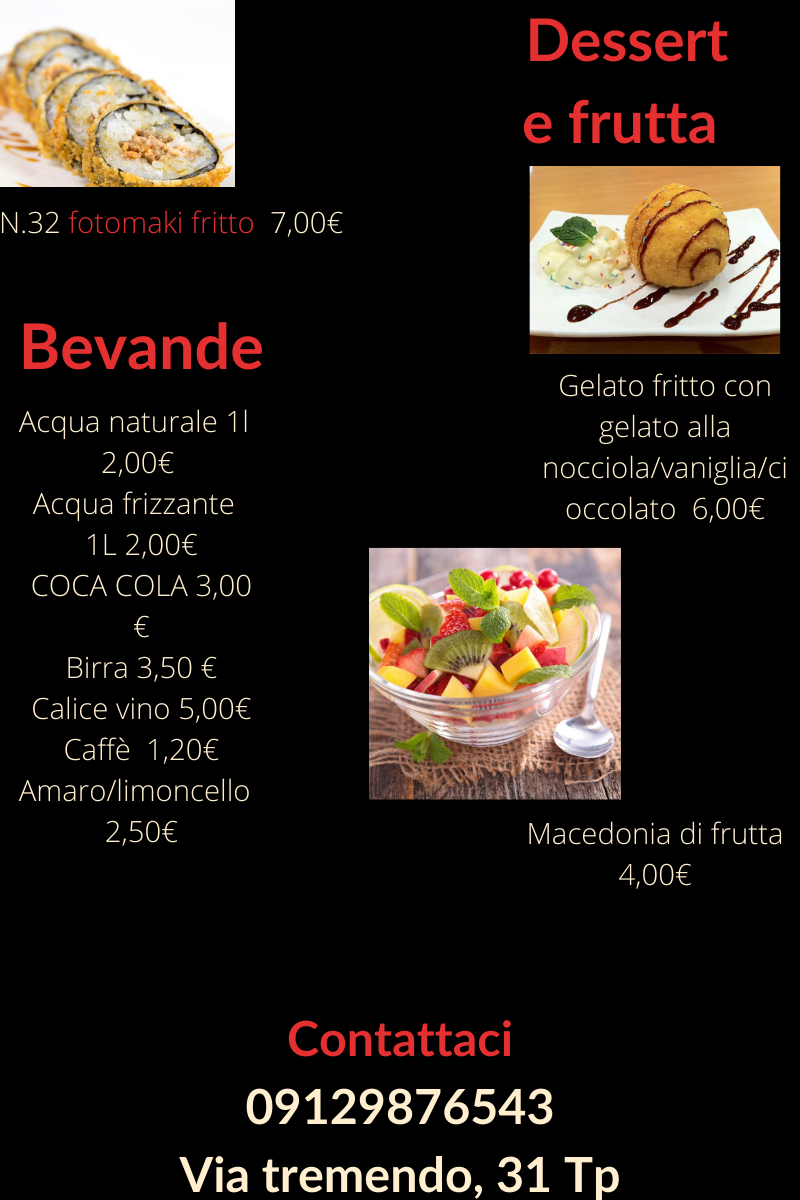 N.32 fotomaki fritto 7,00€
Bevande
Acqua naturale 1l
2,00€
Acqua frizzante
1L 2,00€
COCA COLA 3,00
€
Birra 3,50 €
Calice vino 5,00€
Caffè 1,20€
Amaro/limoncello
2,50€
Dessert
e frutta
Gelato fritto con
gelato alla
nocciola/vaniglia/ci
occolato 6,00€
Macedonia di frutta
4,00€
Contattaci
09129876543
Via tremendo, 31 Tp